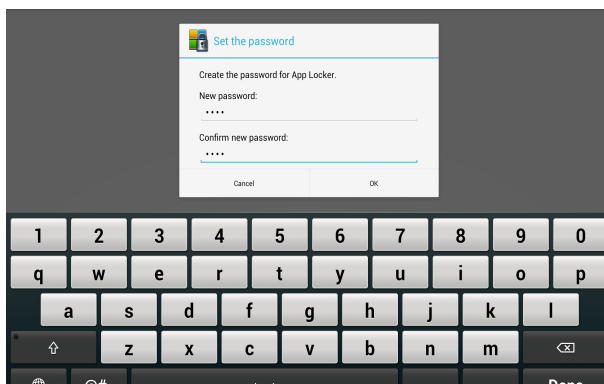 Set the password
Create the password for App Locker.
New password:
••••
Confirm new password:
••••
Cancel OK
1 2 3 4 5 6 7 8 9 0
q w e r t y u i o p
a s d f g h j k l
z x c v b n m
@# Done